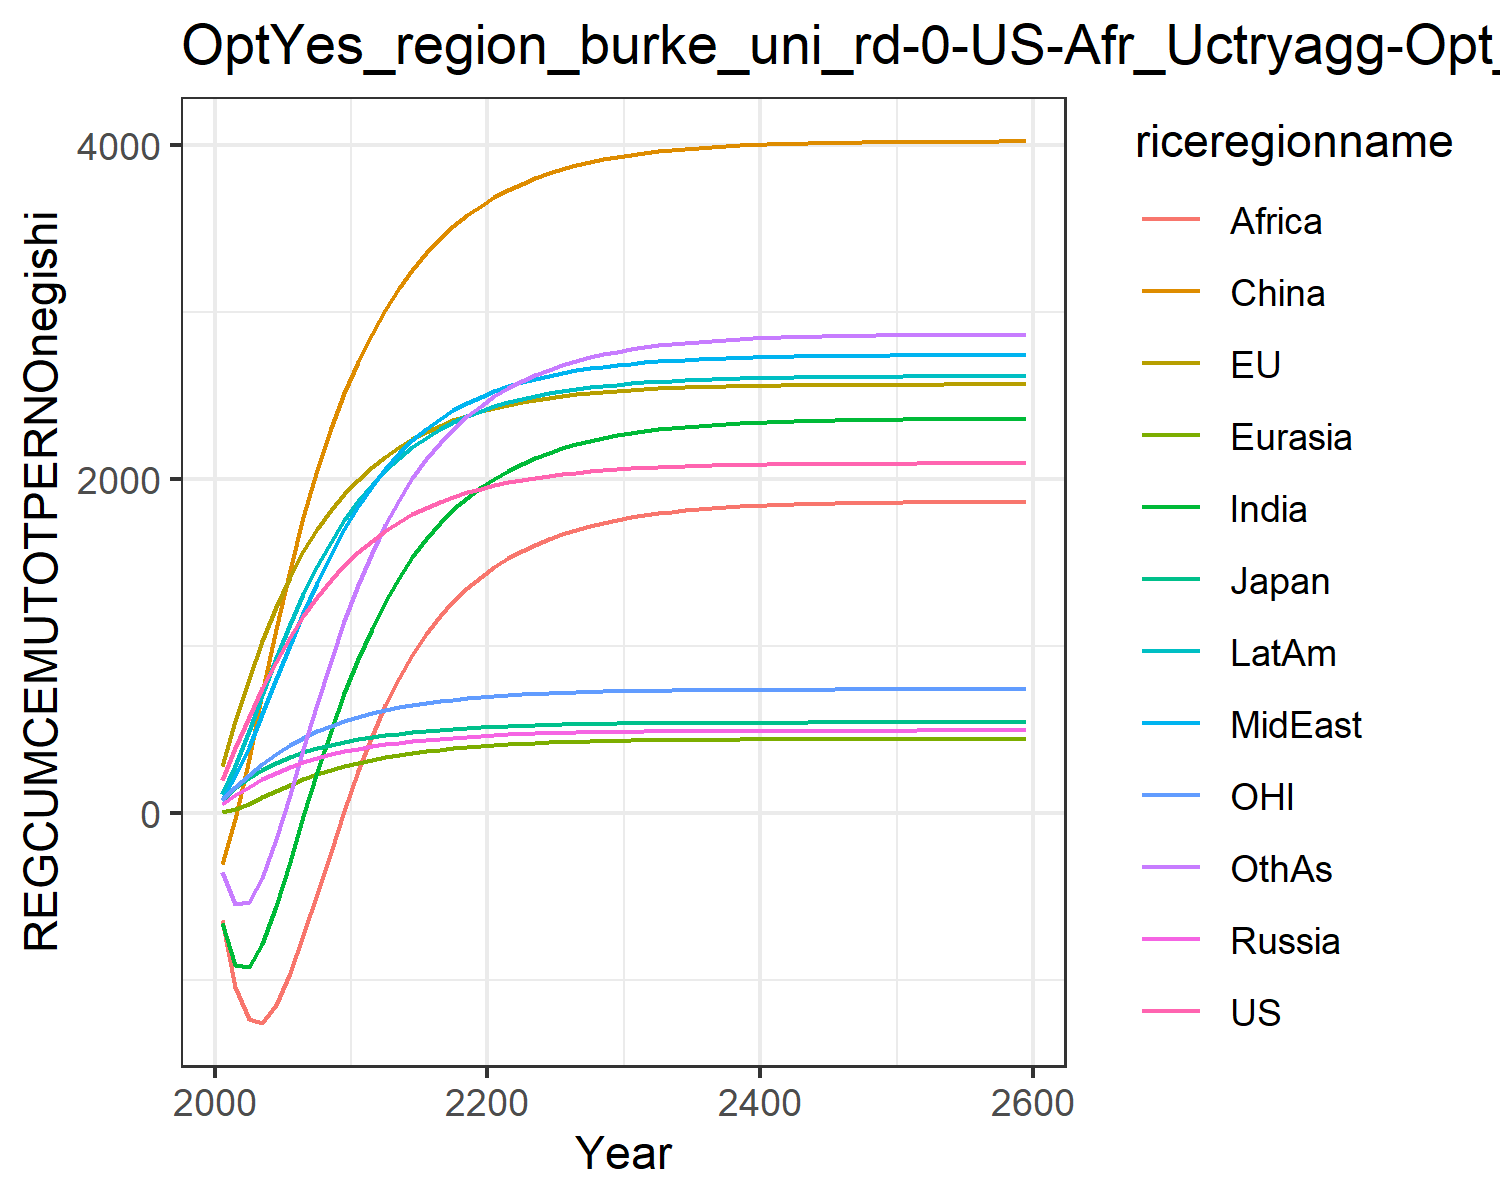 OptYes_region_burke_uni_rd-0-US-Afr_Uctryagg-Opt_
REGCUMCEMUTOTPERNOnegishi
4000
2000
0
2000
2200
2400
2600
Year
riceregionname
Africa
China
EU
Eurasia
India
Japan
LatAm
MidEast
OHI
OthAs
Russia
US